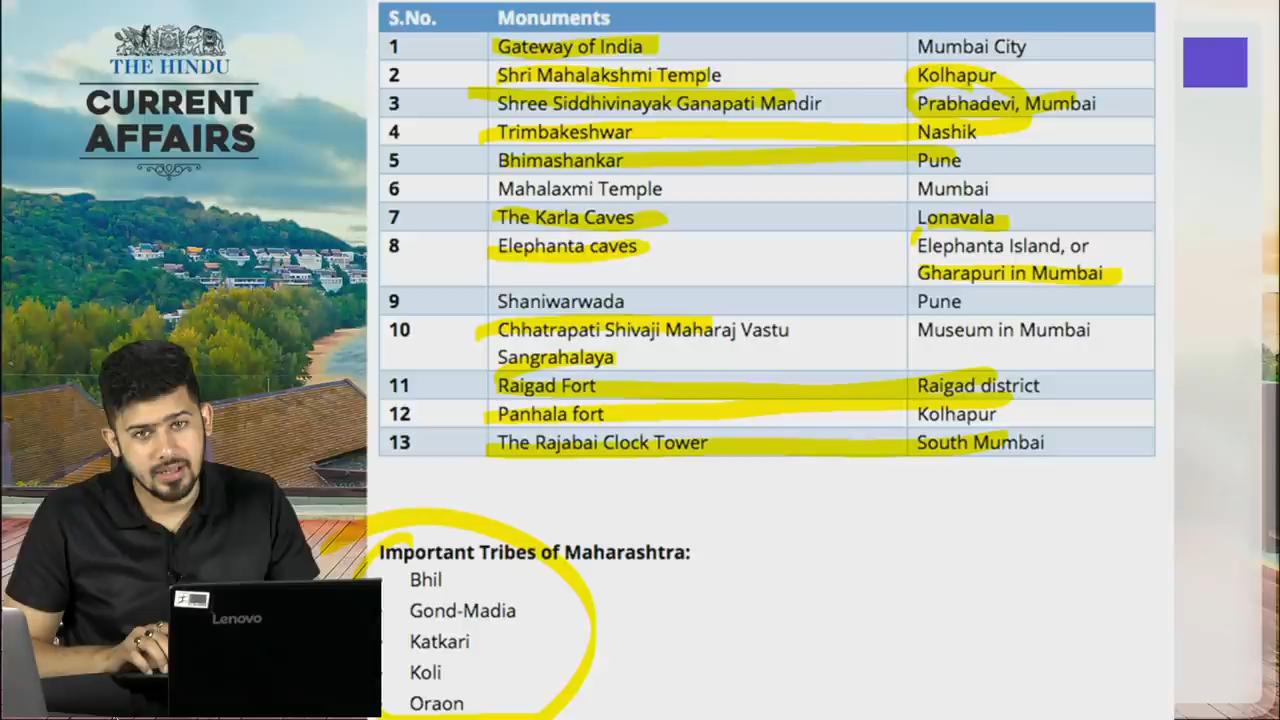 THE HINDU
CURRENT
AFFAIRS
S.No. Monuments
1 Gateway of India Mumbai City
2 Shri Mahalakshmi Temple Kolhapur
3 Shree Siddhivinayak Ganapati Mandir Prabhadevi, Mumbai
4 Trimbakeshwar Nashik
5 Bhimashankar Pune
6 Mahalaxmi Temple Mumbai
7 The Karla Caves Lonavala
8 Elephanta caves Elephanta Island, or
Gharapuri in Mumbai
9 Shaniwarwada Pune
10 Chhatrapati Shivaji Maharaj Vastu Museum in Mumbai
Sangrahalaya
11 Raigad Fort Raigad district
12 Panhala fort Kolhapur
13 The Rajabai Clock Tower South Mumbai
Important Tribes of Maharashtra:
Bhil
Gond-Madia
Katkari
Koli
Oraon
Lenovo